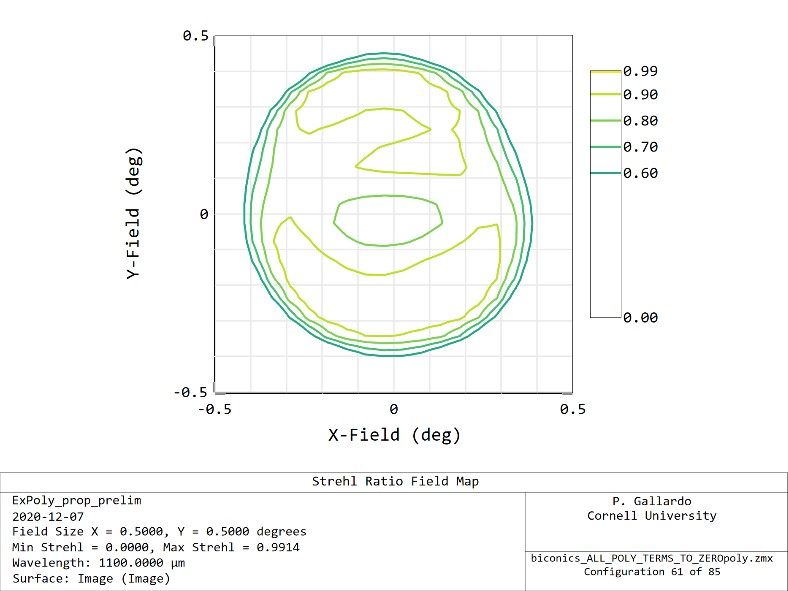 0.5
0
-0.5
Y-Field (deg)
-0.5
0
0.5
X-Field (deg)
0.99
0.90
0.80
0.70
0.60
0.00
Strehl Ratio Field Map
ExPoly_prop_prelim
2020-12-07
Field Size X = 0.5000, Y = 0.5000 degrees
Min Strehl = 0.0000, Max Strehl = 0.9914
Wavelength: 1100.0000 µm
Surface: Image (Image)
P. Gallardo
Cornell University
biconics_ALL_POLY_TERMS_TO_ZEROpoly.zmx
Configuration 61 of 85